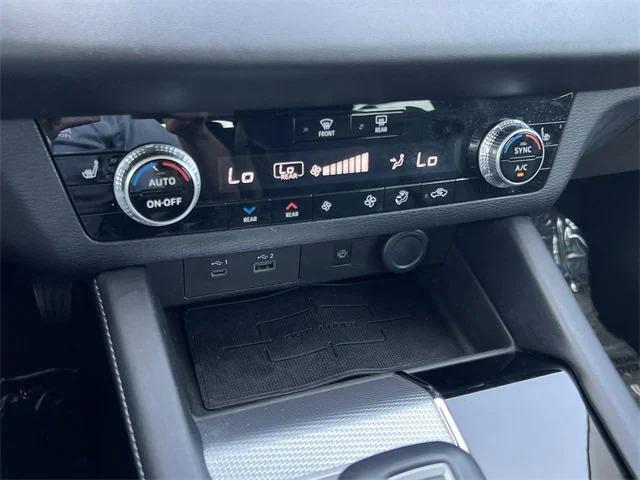 FRONT
REAR
Lo
Lo
REAR
Lo
AUTO
ON-OFF
SYNC
A/C
REAR
REAR
1
2